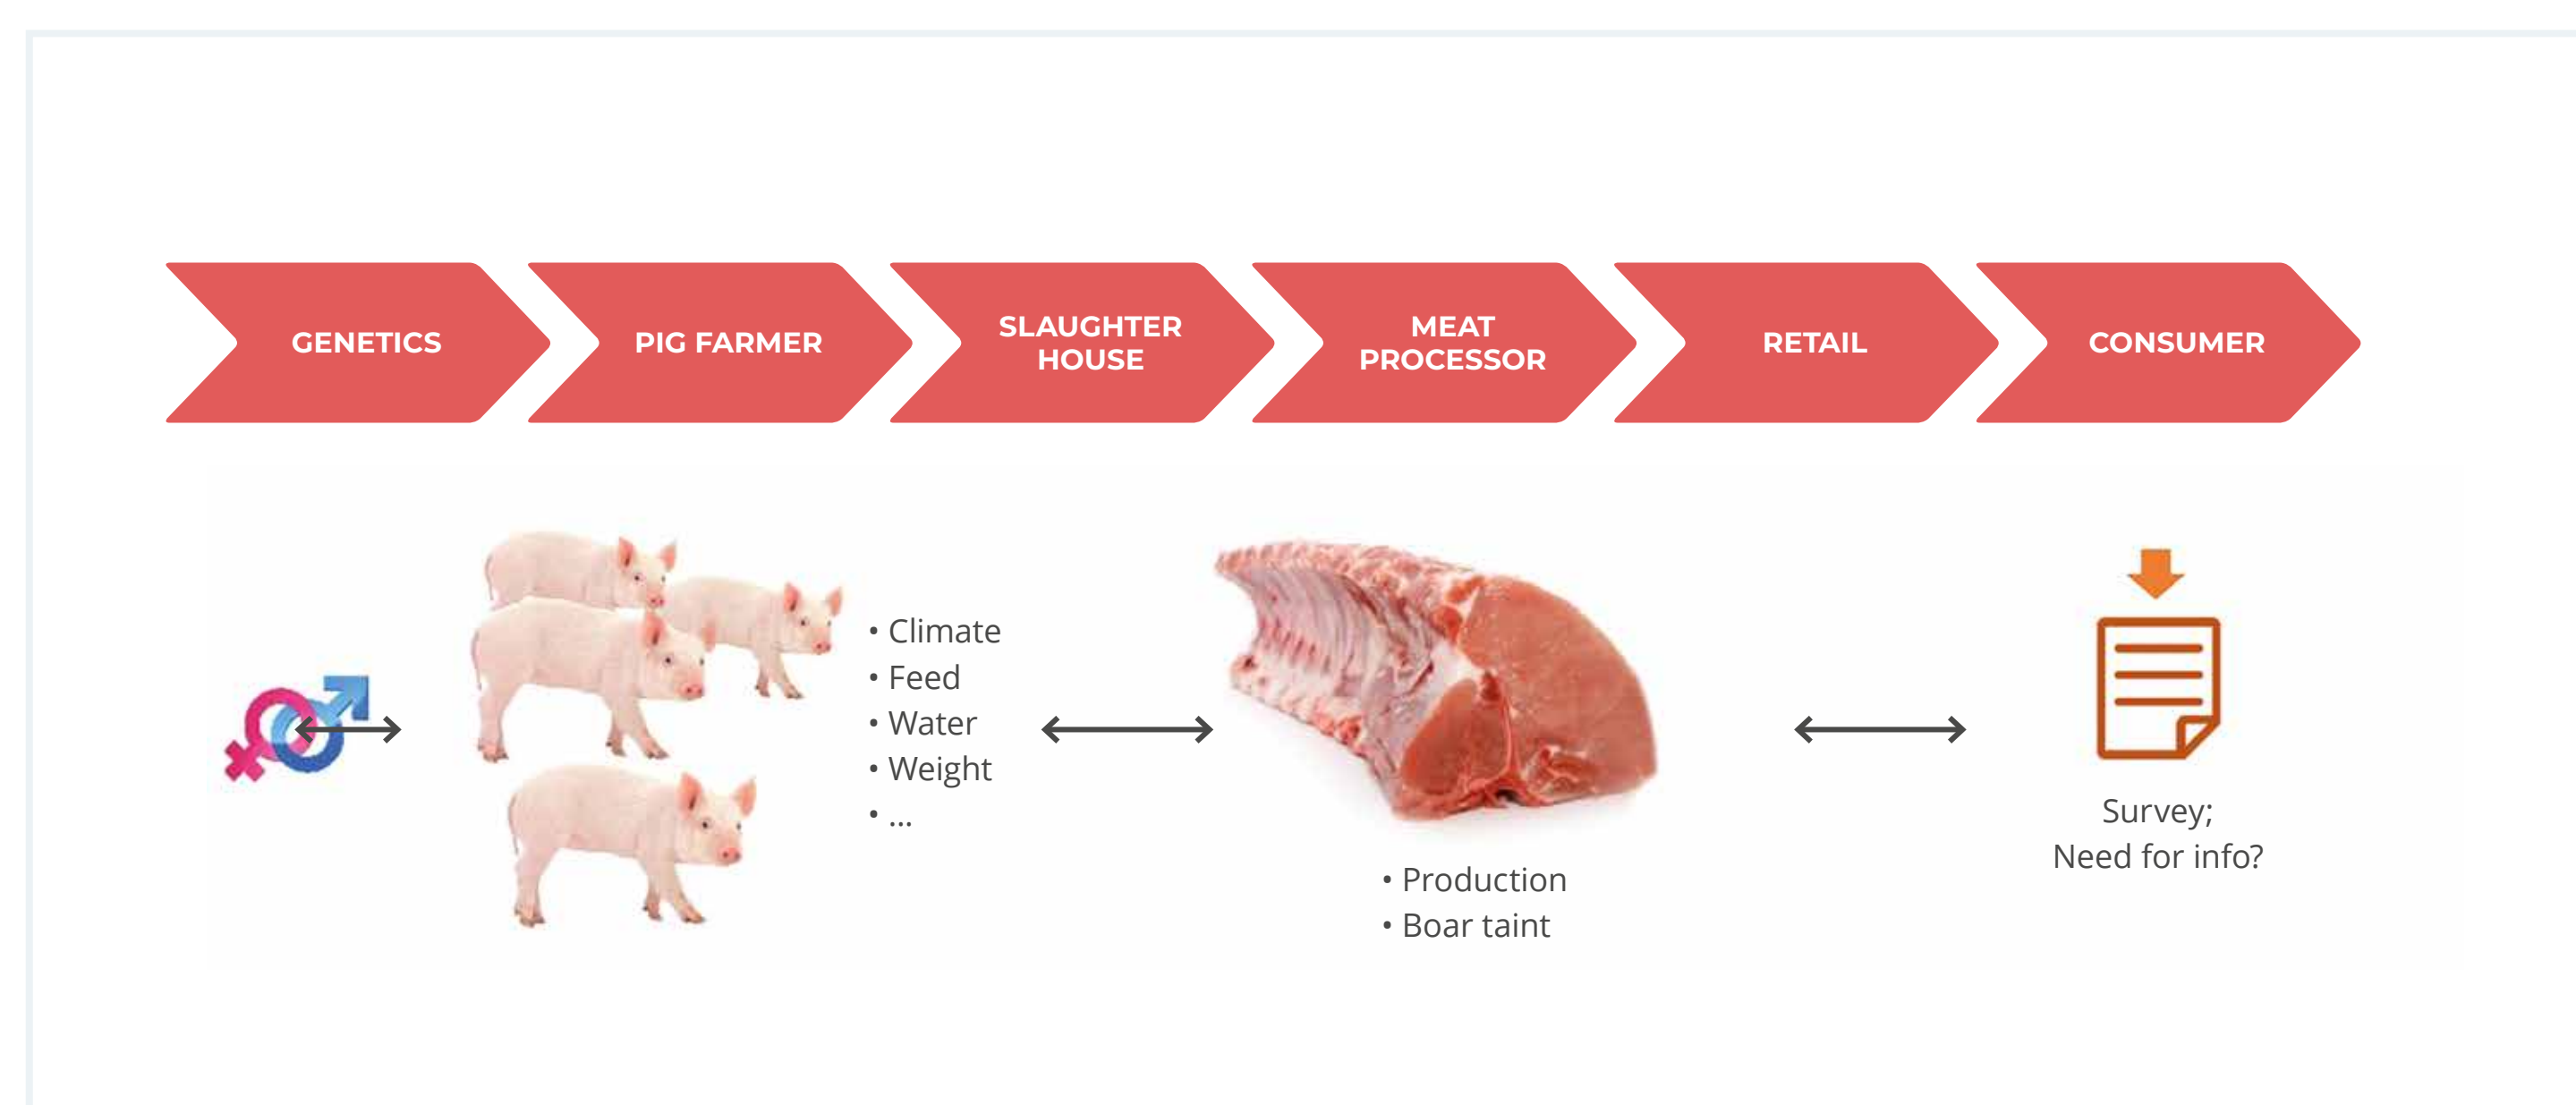 GENETICS
PIG FARMER
SLAUGHTER
HOUSE
MEAT
PROCESSOR
RETAIL
CONSUMER
• Climate
• Feed
• Water
• Weight
• ...
• Production
• Boar taint
Survey;
Need for info?